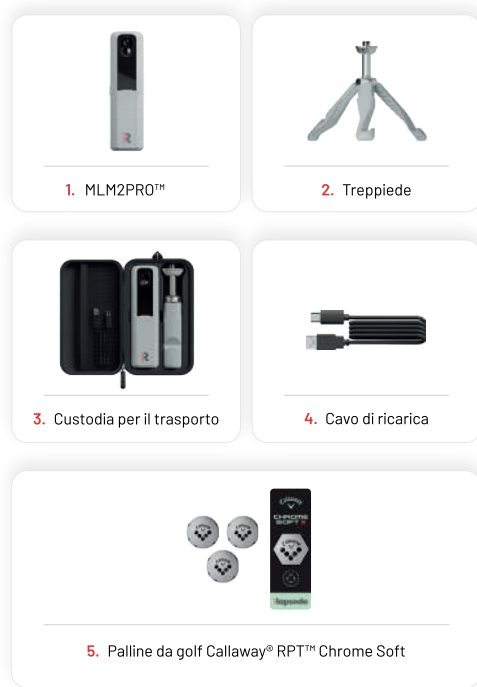 1. MLM2PRO™
2. Treppiede
3. Custodia per il trasporto
4. Cavo di ricarica
Callaway
CHROME
SOFT X
5. Palline da golf Callaway® RPT™ Chrome Soft